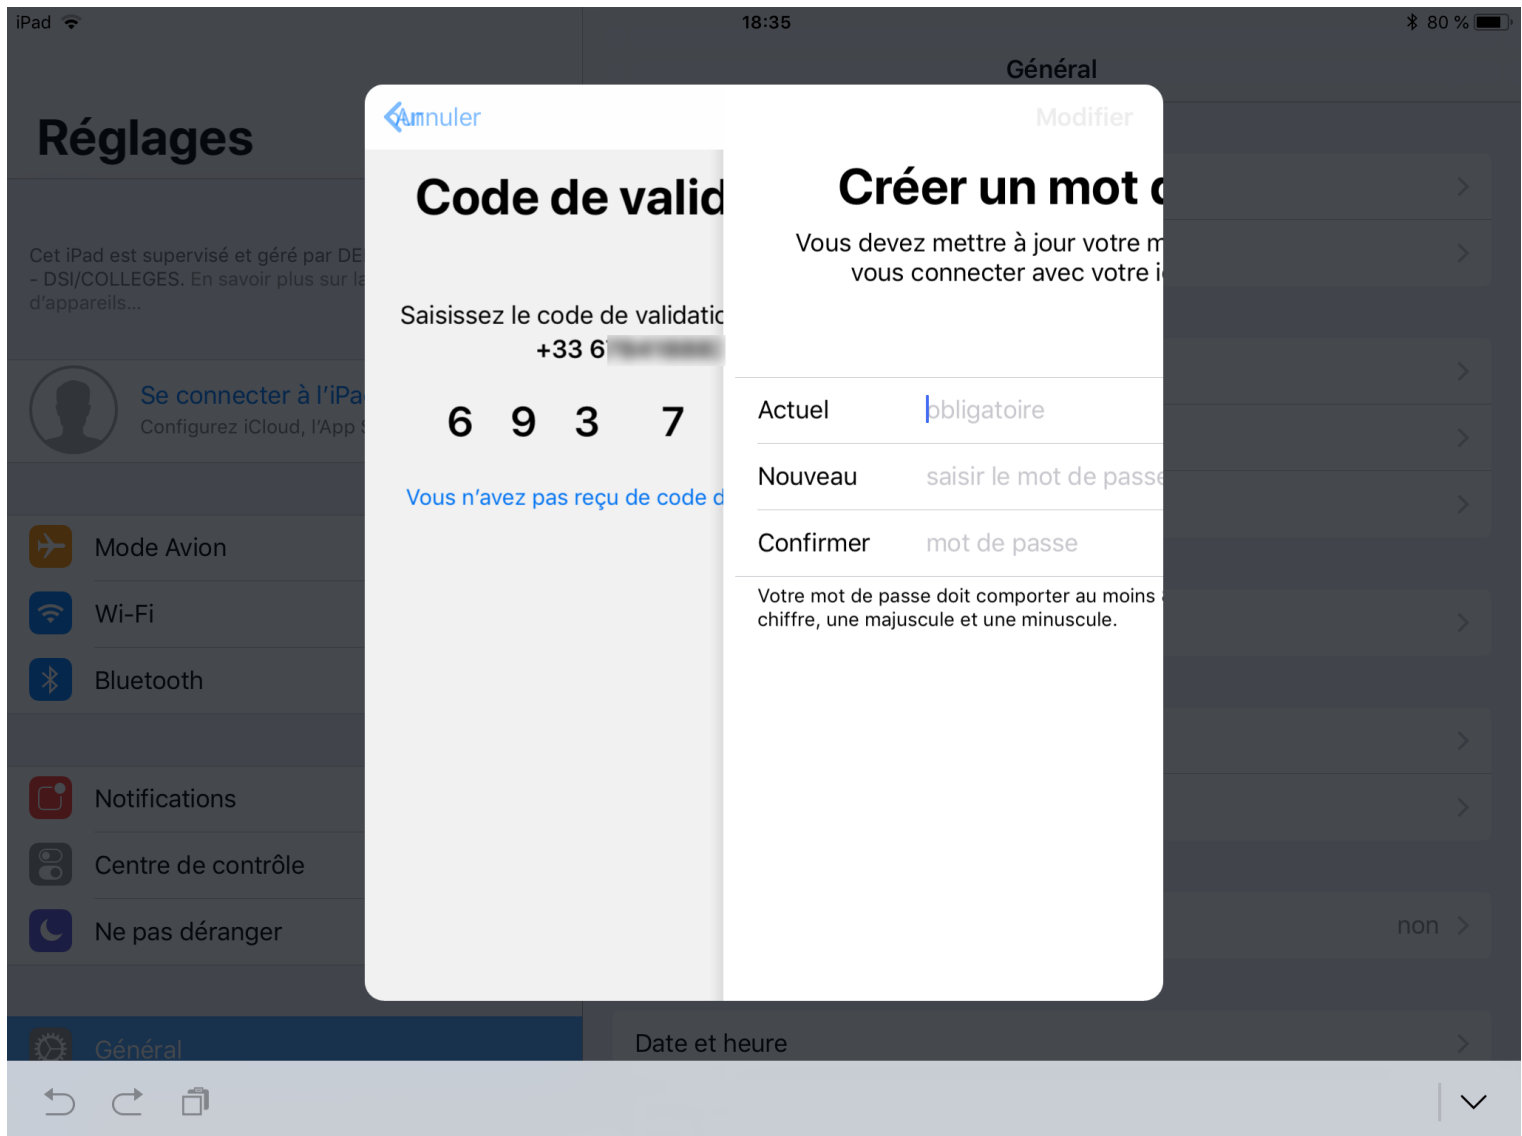 iPad
18:35
80 %
Général
Réglages
Cet iPad est supervisé et géré par
- DSI/COLLEGES. En savoir plus sur
d'appareils…
Se connecter à l'iPa
Configurez iCloud, l'App S
Mode Avion
Wi-Fi
Bluetooth
Notifications
Centre de contrôle
Ne pas déranger
Général
Annuler
Code de valid
Saisissez le code de validatio
+33 6
6 9 3 7
Vous n'avez pas reçu de code d
Modifier
Créer un mot
Vous devez mettre à jour votre m
vous connecter avec votre
Actuel obligatoire
Nouveau saisir le mot de passe
Confirmer mot de passe
Votre mot de passe doit comporter au moins
chiffre, une majuscule et une minuscule.
non
Date et heure